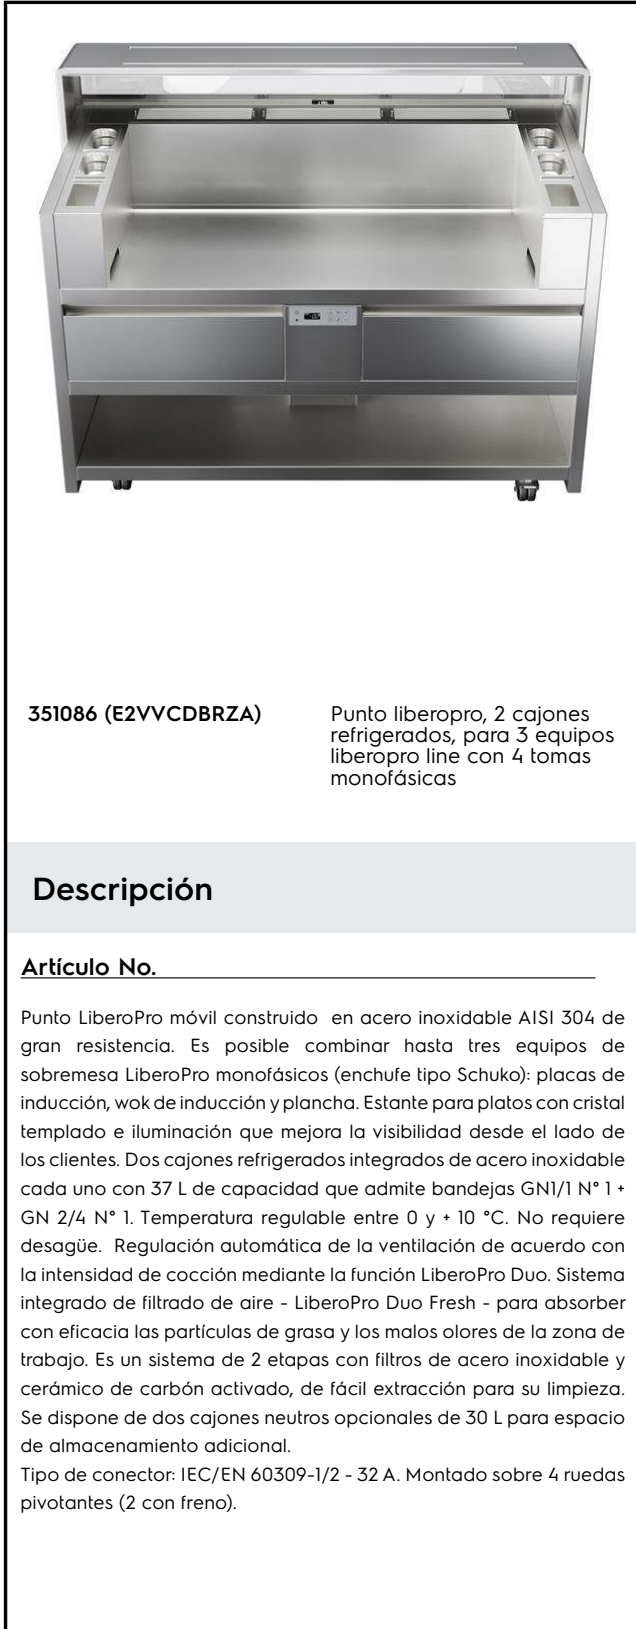 351086 (E2VVCDBRZA)
Punto liberopro, 2 cajones
refrigerados, para 3 equipos
liberopro line con 4 tomas
monofásicas
Descripción
Artículo No.
Punto LiberoPro móvil construido en acero inoxidable AISI 304 de
gran resistencia. Es posible combinar hasta tres equipos de
sobremesa LiberoPro monofásicos (enchufe tipo Schuko): placas de
inducción, wok de inducción y plancha. Estante para platos con cristal
templado e iluminación que mejora la visibilidad desde el lado de
los clientes. Dos cajones refrigerados integrados de acero inoxidable
cada uno con 37 L de capacidad que admite bandejas GN1/1 N° 1 +
GN 2/4 N° 1. Temperatura regulable entre 0 y + 10 °C. No requiere
desagüe. Regulación automática de la ventilación de acuerdo con
la intensidad de cocción mediante la función LiberoPro Duo. Sistema
integrado de filtrado de aire - LiberoPro Duo Fresh - para absorber
con eficacia las partículas de grasa y los malos olores de la zona de
trabajo. Es un sistema de 2 etapas con filtros de acero inoxidable y
cerámico de carbón activado, de fácil extracción para su limpieza.
Se dispone de dos cajones neutros opcionales de 30 L para espacio
de almacenamiento adicional.
Tipo de conector: IEC/EN 60309-1/2 - 32 A. Montado sobre 4 ruedas
pivotantes (2 con freno).